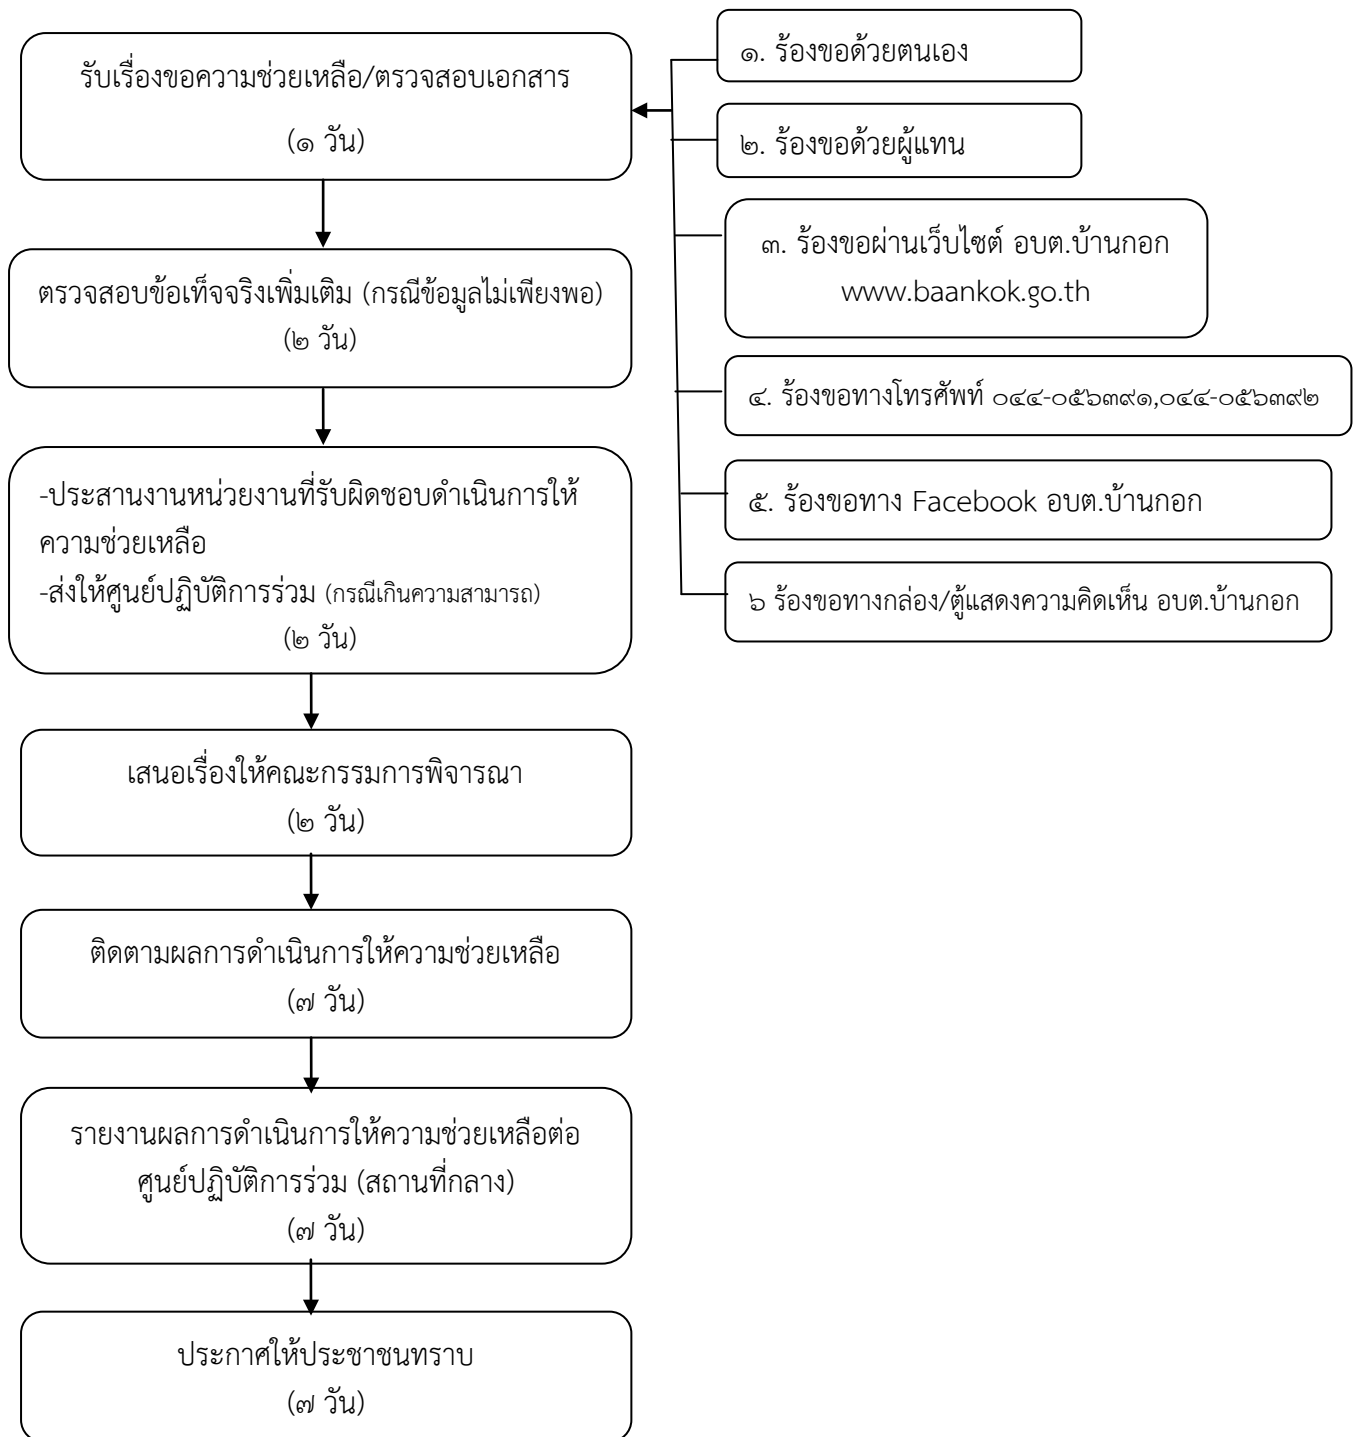 รับเรื่องขอความช่วยเหลือ/ตรวจสอบเอกสาร
(๑ วัน)
๑. ร้องขอด้วยตนเอง
๒. ร้องขอด้วยผู้แทน
๓. ร้องขอผ่านเว็บไซต์ อบต.บ้านกอก
www.baankok.go.th
๔. ร้องขอทางโทรศัพท์ ๐๔๔-๐๕๖๓๙๑,๐๔๔-๐๕๖๓๙๒
๕. ร้องขอทาง Facebook อบต.บ้านกอก
๖ ร้องขอทางกล่อง/ตู้แสดงความคิดเห็น อบต.บ้านกอก
ตรวจสอบข้อเท็จจริงเพิ่มเติม (กรณีข้อมูลไม่เพียงพอ)
(๒ วัน)
-ประสานงานหน่วยงานที่รับผิดชอบดำเนินการให้
ความช่วยเหลือ
-ส่งให้ศูนย์ปฏิบัติการร่วม (กรณีเกินความสามารถ)
(๒ วัน)
เสนอเรื่องให้คณะกรรมการพิจารณา
(๒ วัน)
ติดตามผลการดำเนินการให้ความช่วยเหลือ
(๗ วัน)
รายงานผลการดำเนินการให้ความช่วยเหลือต่อ
ศูนย์ปฏิบัติการร่วม (สถานที่กลาง)
(๗ วัน)
ประกาศให้ประชาชนทราบ
(๗ วัน)